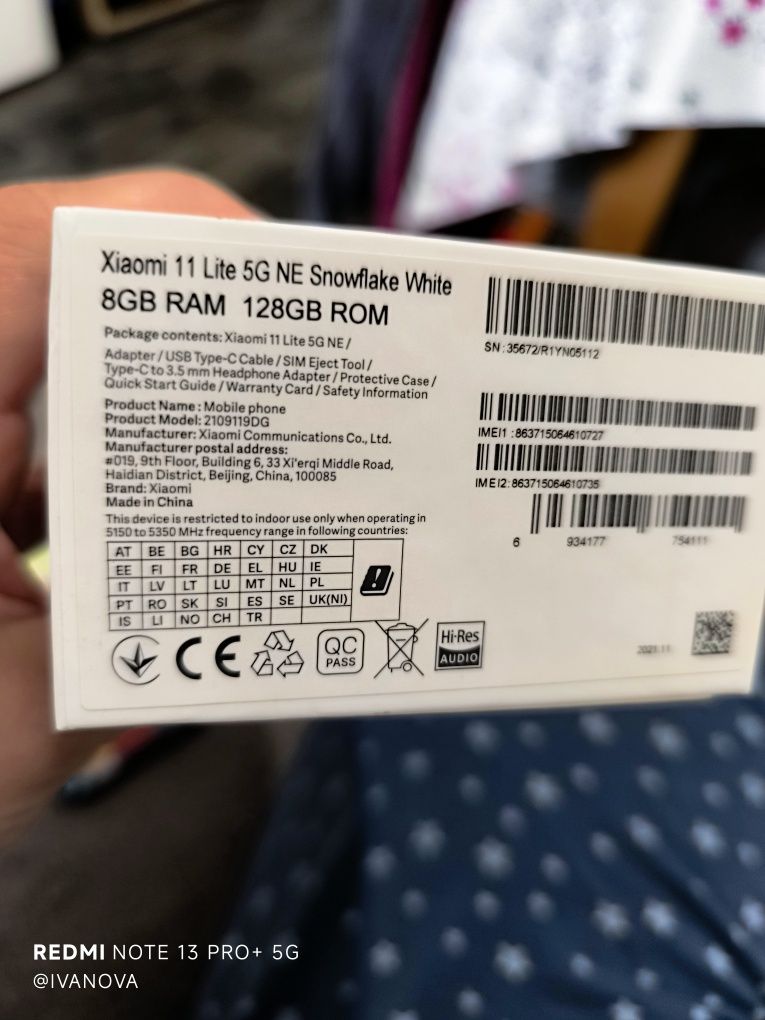 Xiaomi 11 Lite 5G NE Snowflake White
8GB RAM 128GB ROM
Package contents: Xiaomi 11 Lite 5G NE /
Adapter / USB Type-C Cable / SIM Eject Tool /
Type-C to 3.5 mm Headphone Adapter / Protective Case /
Quick Start Guide / Warranty Card / Safety Information
Product Name : Mobile phone
Product Model: 2109119DG
Manufacturer: Xiaomi Communications Co., Ltd.
Manufacturer postal address:
#019, 9th Floor, Building 6, 33 Xi'erqi Middle Road,
Haidian District, Beijing, China, 100085
Brand: Xiaomi
Made in China
This device is restricted to indoor use only when operating in
5150 to 5350 MHz frequency range in following countries:
AT BE BG HR CY CZ DK
EE FI FR DE EL HU IE
IT LV LT LU MT NL PL
PT RO SK SI ES SE UK(NI)
IS LI NO CH TR
CE
QC
PASS
Hi-Res
AUDIO
SN : 35672/R1YN05112
IMEI1 : 863715064610727
IMEI2: 863715064610735
6 934177 754111
2021.11
REDMI NOTE 13 PRO+ 5G
@IVANOVA